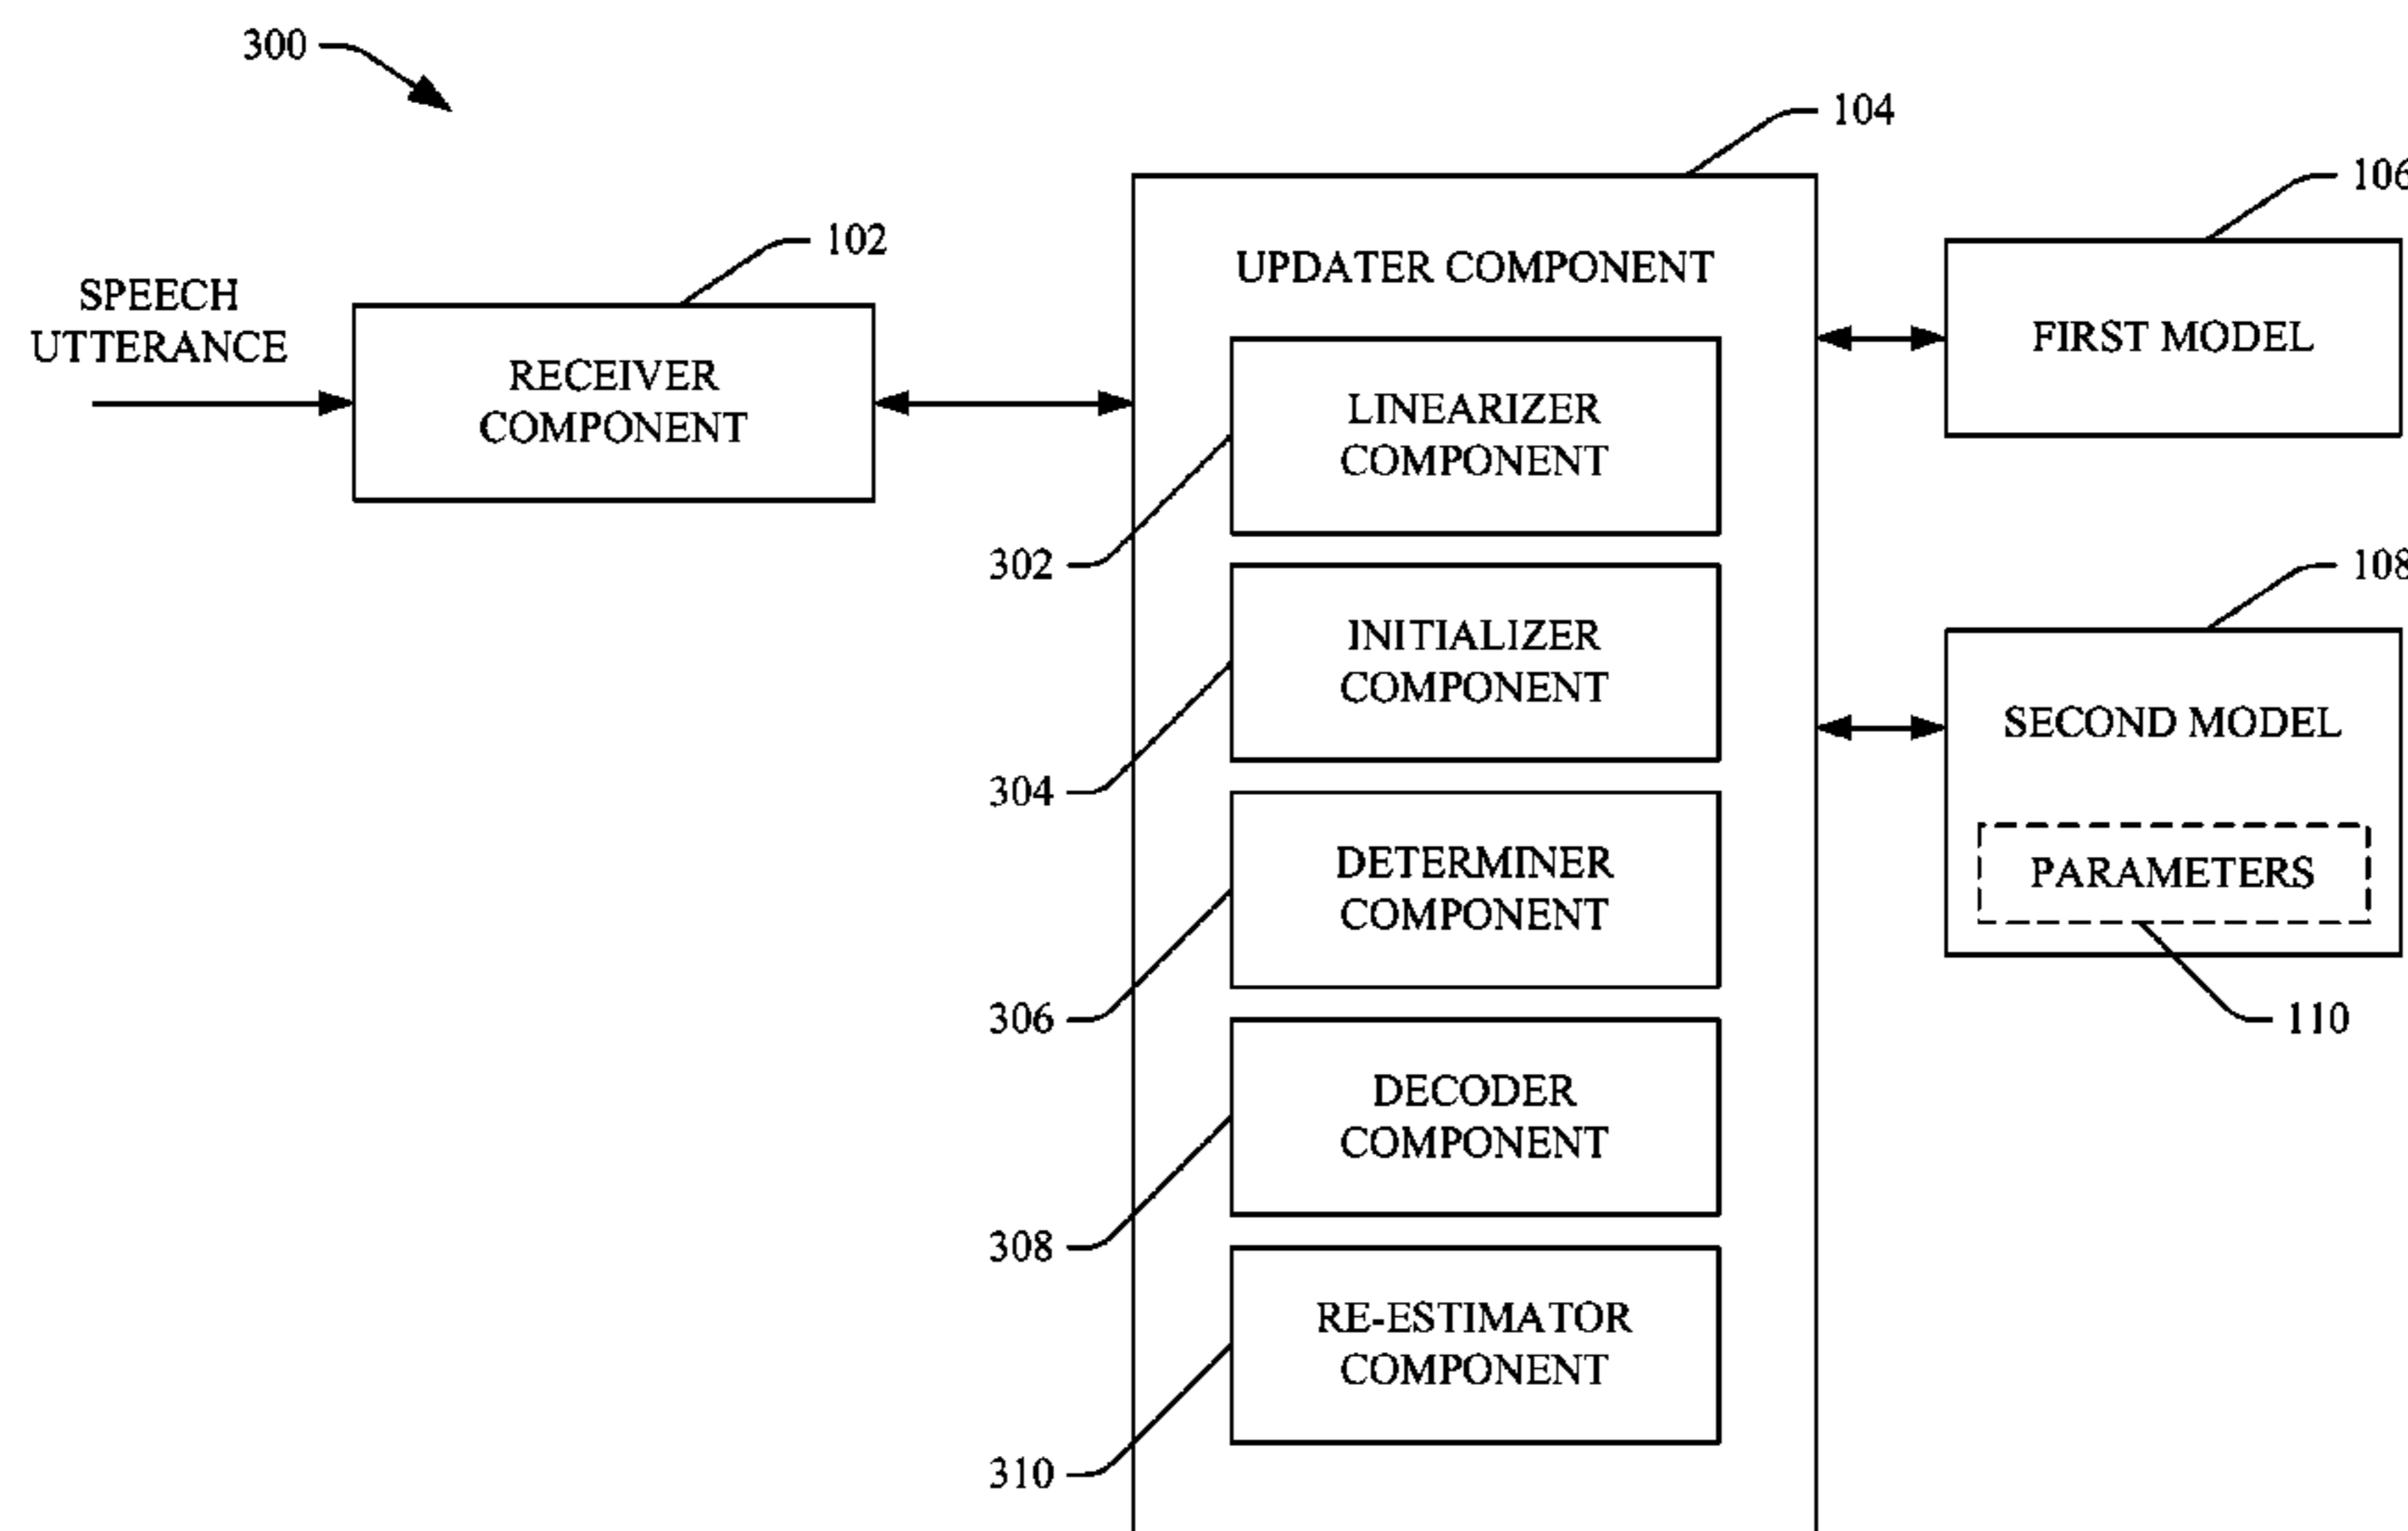 300
104
106
102
SPEECH
UTTERANCE
RECEIVER
COMPONENT
UPDATER COMPONENT
FIRST MODEL
LINEARIZER
COMPONENT
302
108
INITIALIZER
COMPONENT
304
SECOND MODEL
PARAMETERS
110
DETERMINER
COMPONENT
306
DECODER
COMPONENT
308
RE-ESTIMATOR
COMPONENT
310